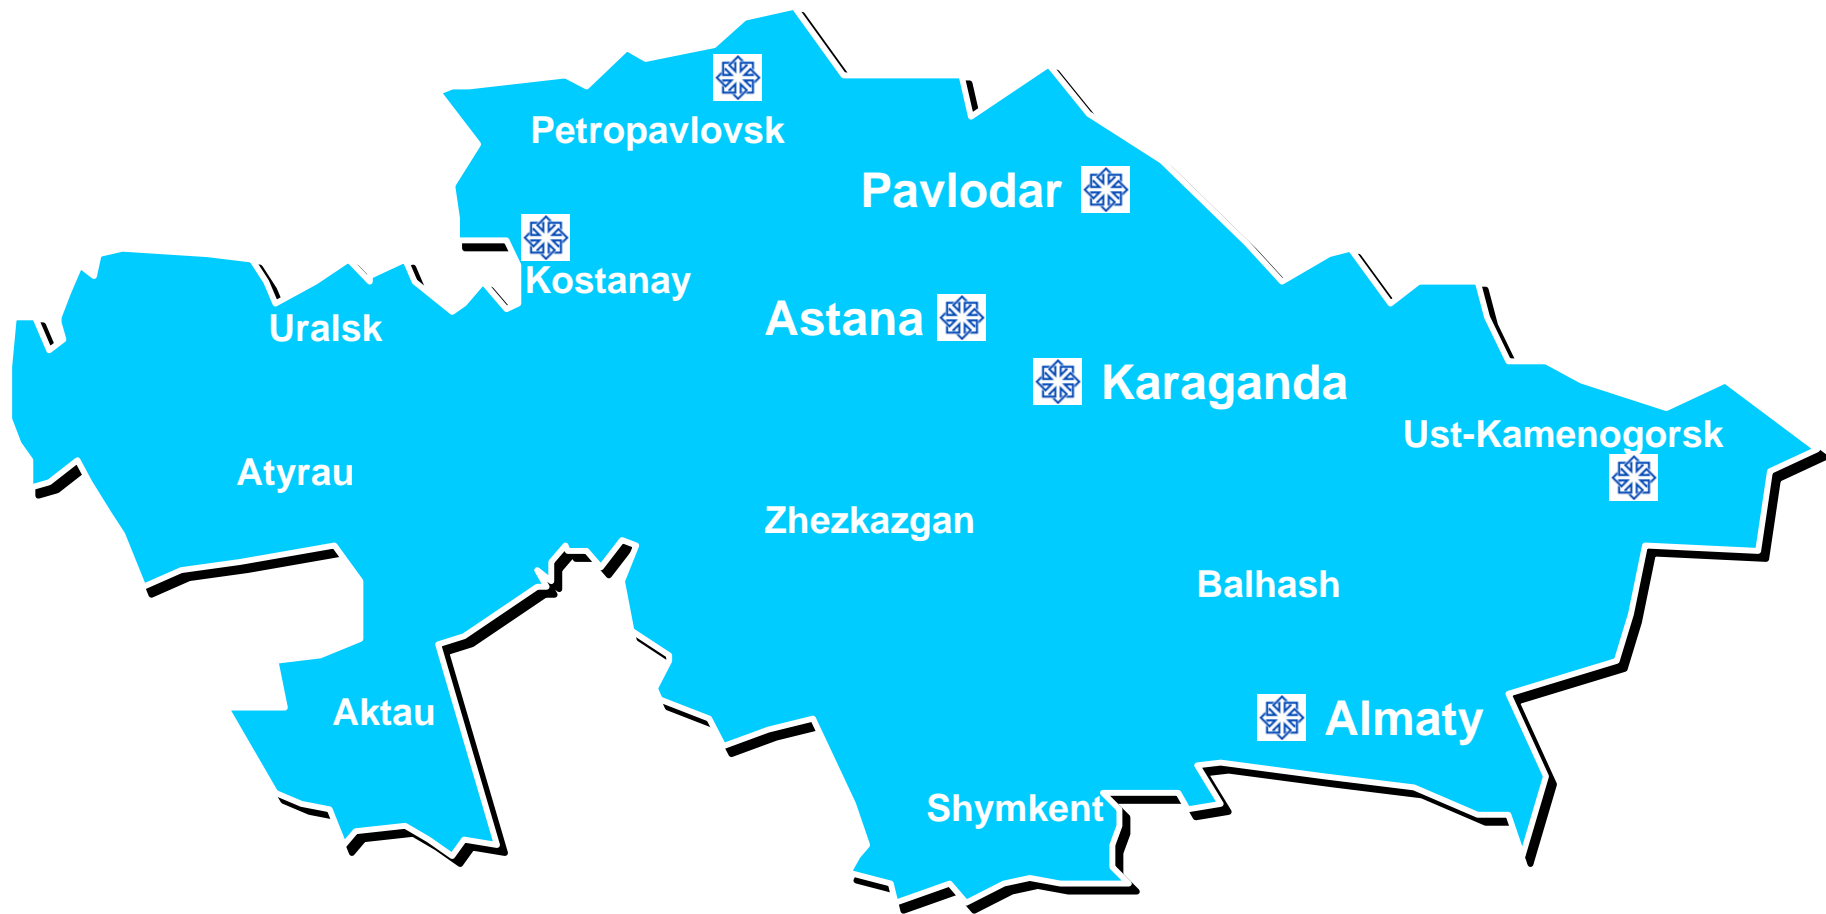 Petropavlovsk
Pavlodar
Kostanay
Astana
Uralsk
Karaganda
Ust-Kamenogorsk
Atyrau
Zhezkazgan
Balhash
Aktau
Almaty
Shymkent